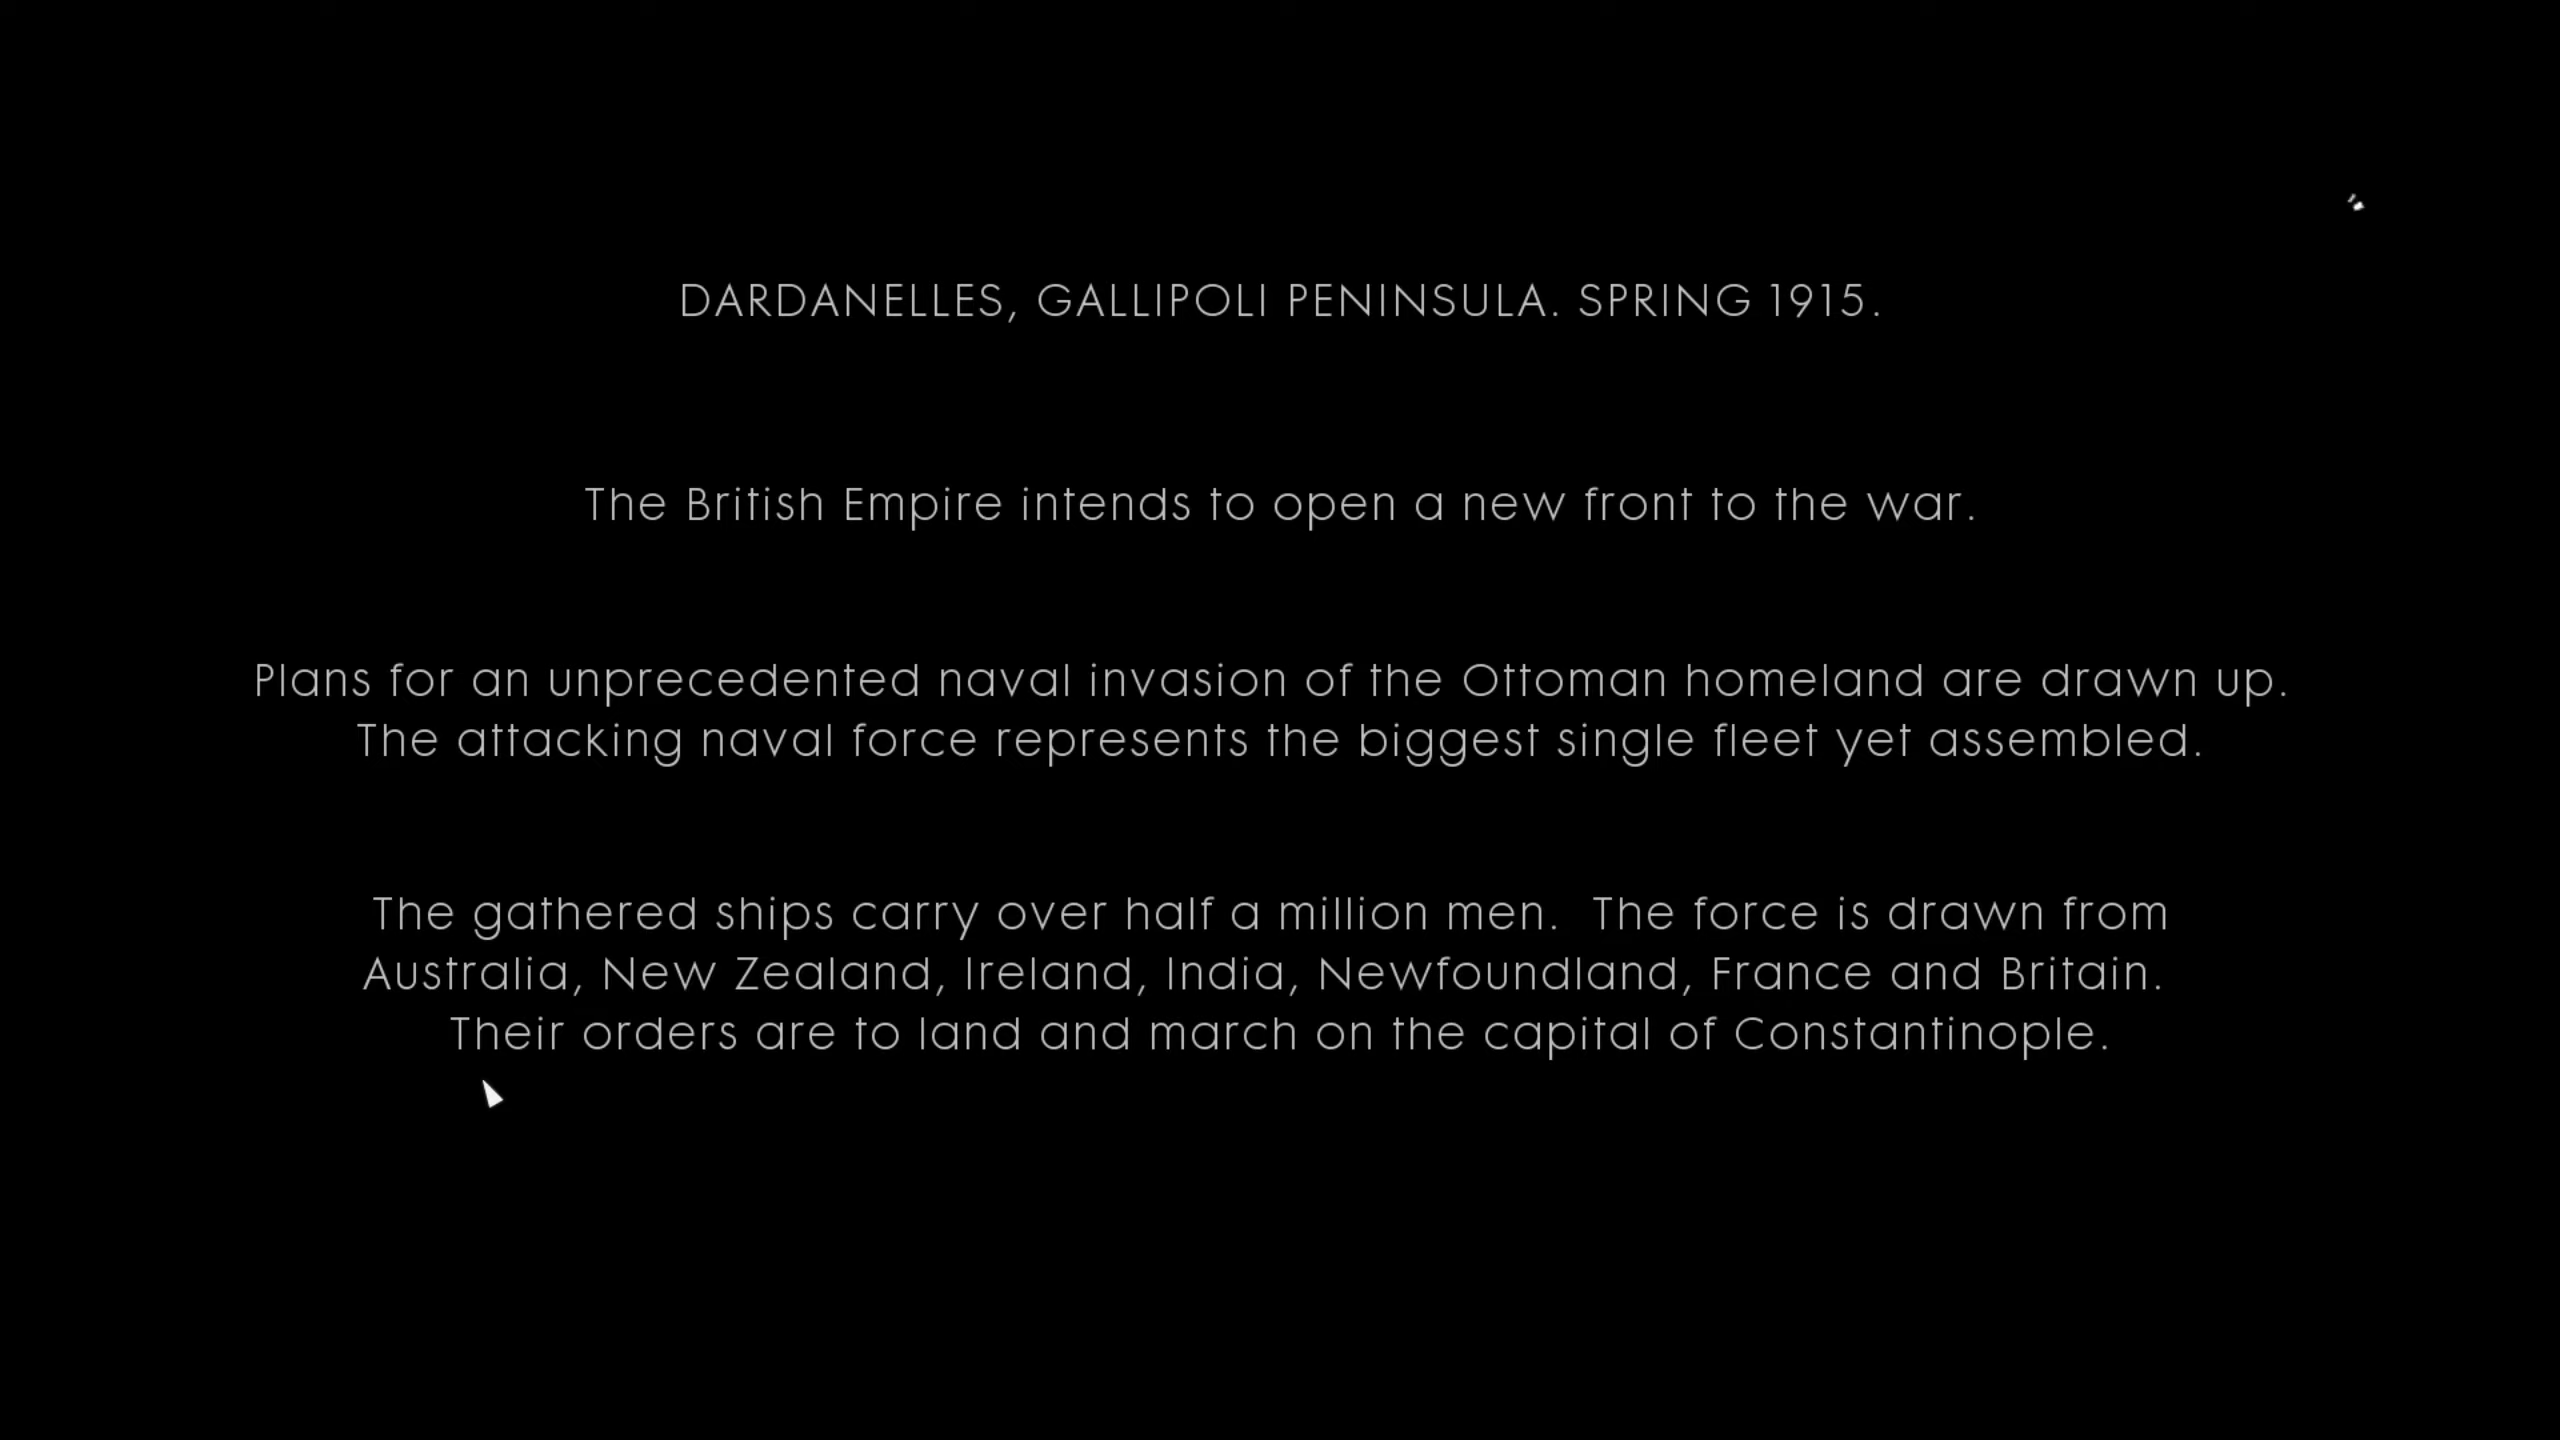 DARDANELLES, GALLIPOLI PENINSULA. SPRING 1915.
The British Empire intends to open a new front to the war.
Plans for an unprecedented naval invasion of the Ottoman homeland are drawn up.
The attacking naval force represents the biggest single fleet yet assembled.
The gathered ships carry over half a million men.  The force is drawn from
Australia, New Zealand, Ireland, India, Newfoundland, France and Britain.
Their orders are to land and march on the capital of Constantinople.